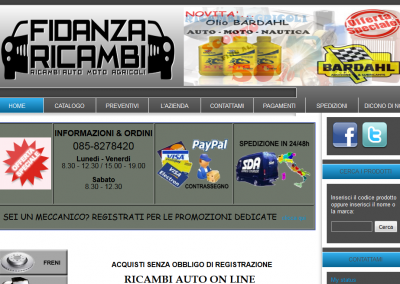 FIDANZA
RICAMBI
RICAMBI AUTO MOTO AGRICOLI
NOVITA'
Olio BARDAHL
AUTO - MOTO - NAUTICA
Offerta
Speciale!
BARDAHL
HOME
CATALOGO
PREVENTIVI
L'AZIENDA
CONTATTAMI
PAGAMENTI
SPEDIZIONI
DICONO DI N
INFORMAZIONI & ORDINI
085-8278420
Lunedi - Venerdi
8.30 - 12.30 / 15.00 - 19.00
Sabato
8.30 - 12.30
PayPal
VISA
Electron
CONTRASSEGNO
SPEDIZIONE IN 24/48h
SDA
SEI UN MECCANICO? REGISTRATI PER LE PROMOZIONI DEDICATE
CERCA I PRODOTTI
Inserisci il codice prodotto
oppure inserisci il nome o
la marca:
Cerca
CONTATTAMI
FRENI
ACQUISTI SENZA OBBLIGO DI REGISTRAZIONE
RICAMBI AUTO ON LINE